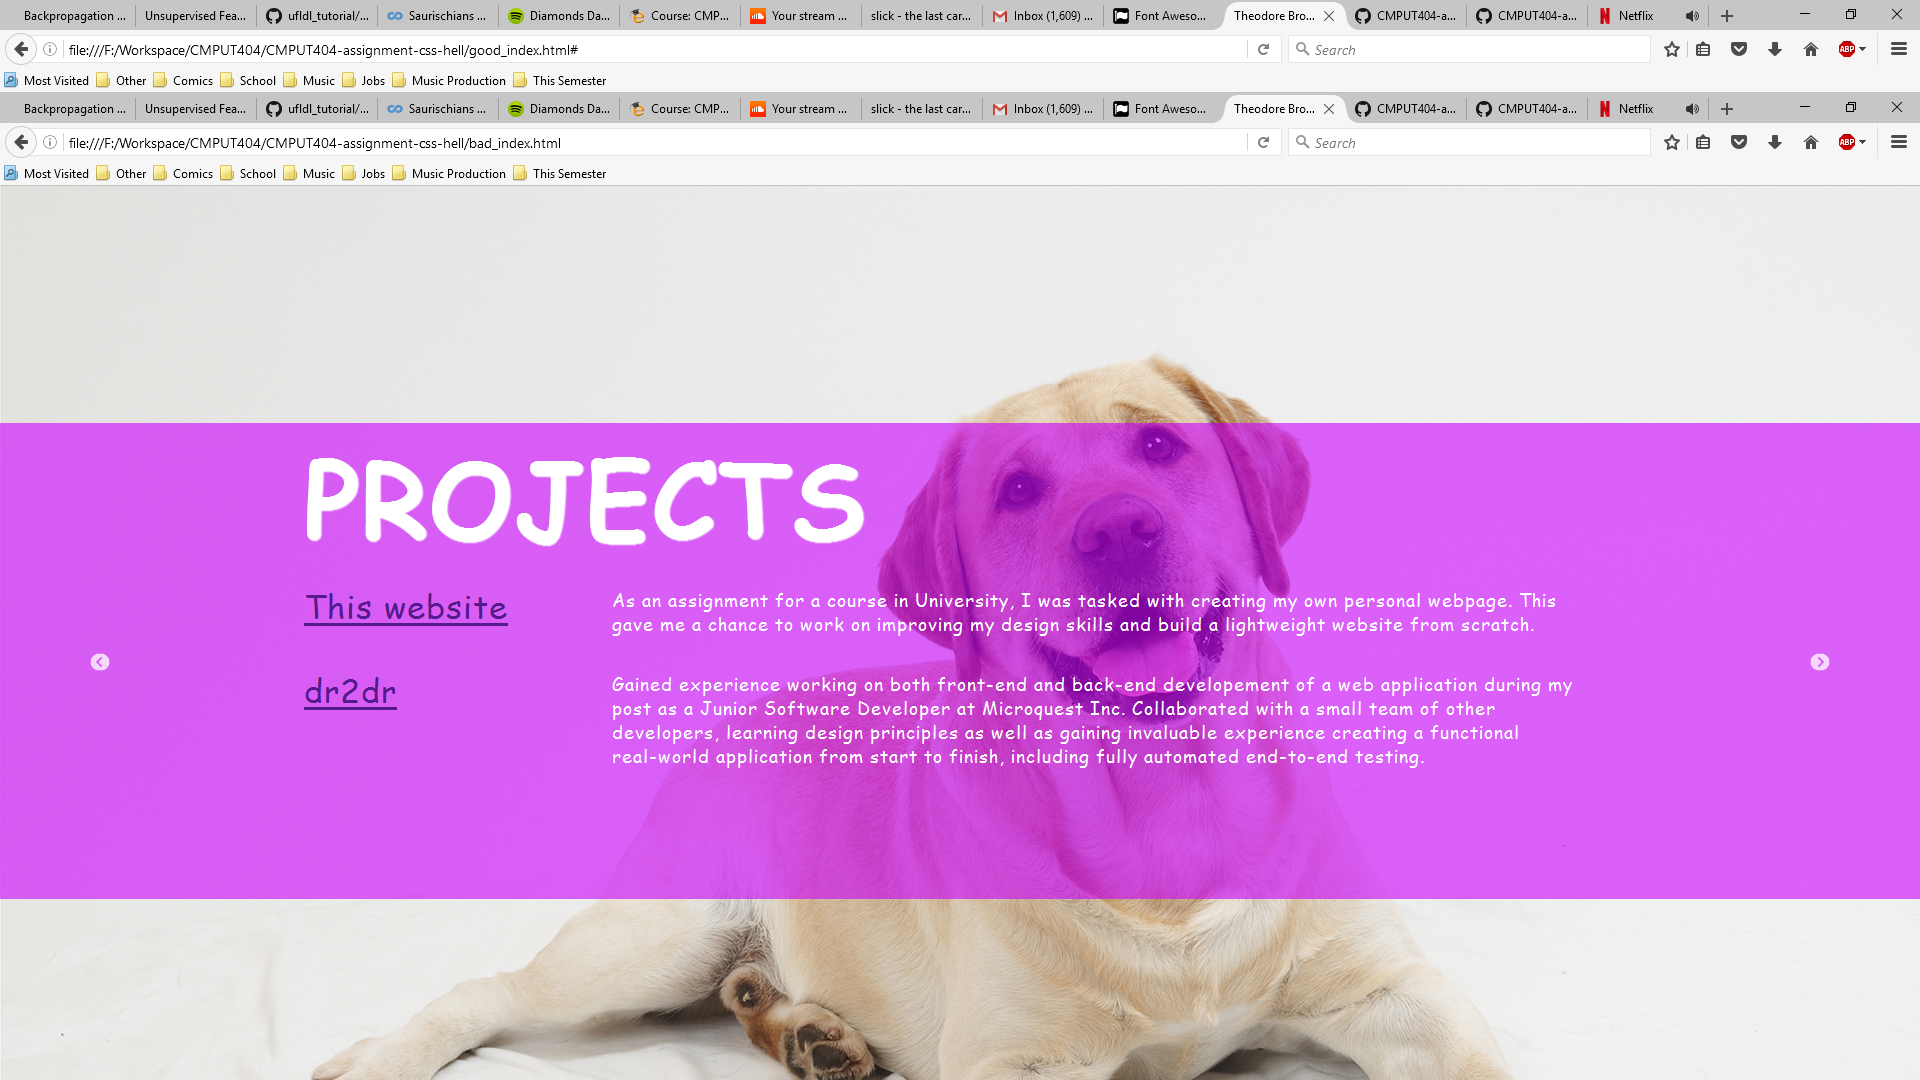 Backpropagation ... Unsupervised Fea... ufldl_tutorial/... Saurischians ... Diamonds Da... Course: CMP... Your stream ... slick - the last car... Inbox (1,609) ... Font Aweso... Theodore Bro... CMPUT404-a... CMPUT404-a... Netflix
file:///F:/Workspace/CMPUT404/CMPUT404-assignment-css-hell/good_index.html# Search ABP
Most Visited Other Comics School Music Jobs Music Production This Semester
Backpropagation ... Unsupervised Fea... ufldl_tutorial/... Saurischians ... Diamonds Da... Course: CMP... Your stream ... slick - the last car... Inbox (1,609) ... Font Aweso... Theodore Bro... CMPUT404-a... CMPUT404-a... Netflix
file:///F:/Workspace/CMPUT404/CMPUT404-assignment-css-hell/bad_index.html Search ABP
Most Visited Other Comics School Music Jobs Music Production This Semester
PROJECTS
This website
As an assignment for a course in University, I was tasked with creating my own personal webpage. This
gave me a chance to work on improving my design skills and build a lightweight website from scratch.
dr2dr
Gained experience working on both front-end and back-end developement of a web application during my
post as a Junior Software Developer at Microquest Inc. Collaborated with a small team of other
developers, learning design principles as well as gaining invaluable experience creating a functional
real-world application from start to finish, including fully automated end-to-end testing.